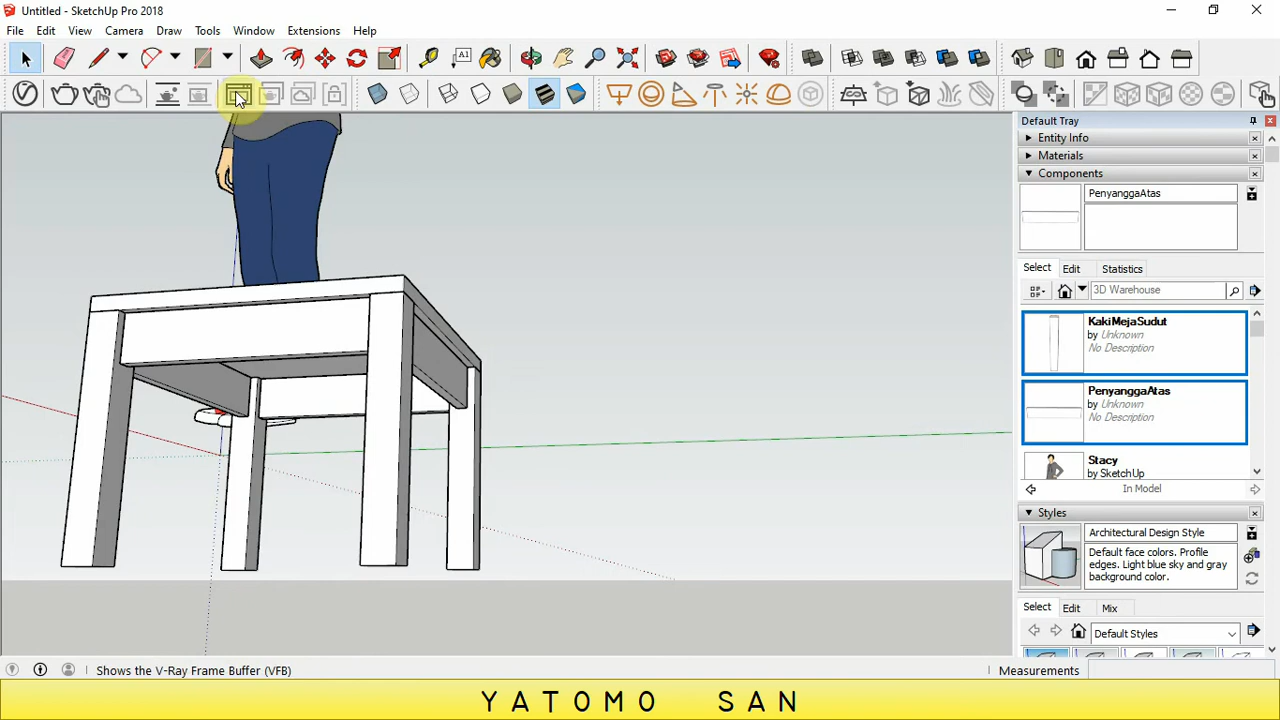 Untitled - SketchUp Pro 2018
File Edit View Camera Draw Tools Window Extensions Help
A1
Default Tray
Entity Info
Materials
Components
PenyanggaAtas
Select Edit Statistics
3D Warehouse
KakiMejaSudut
by Unknown
No Description
PenyanggaAtas
by Unknown
No Description
Stacy
by SketchUp
In Model
Styles
Architectural Design Style
Default face colors. Profile
edges. Light blue sky and gray
background color.
Select Edit Mix
Default Styles
Shows the V-Ray Frame Buffer (VFB)
Measurements
YATOMO SAN